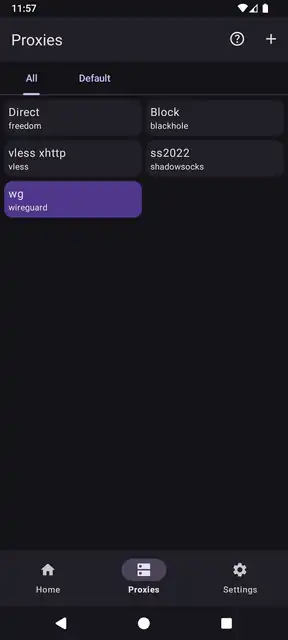 11:57
Proxies
All
Default
Direct
freedom
Block
blackhole
vless xhttp
vless
ss2022
shadowsocks
wg
wireguard
Home
Proxies
Settings